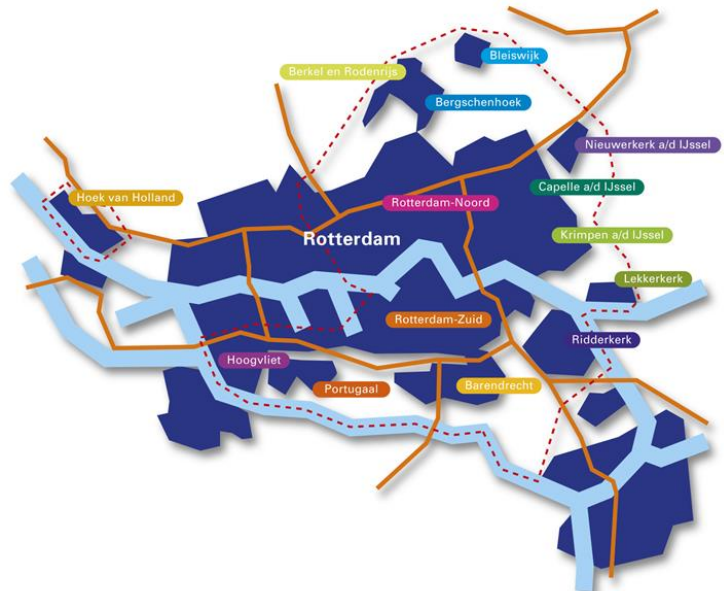 Bleiswijk
Berkel en Rodenrijs
Bergschenhoek
Nieuwerkerk a/d IJssel
Capelle a/d IJssel
Hoek van Holland
Rotterdam-Noord
Krimpen a/d IJssel
Rotterdam
Lekkerkerk
Rotterdam-Zuid
Ridderkerk
Hoogvliet
Portugaal
Barendrecht